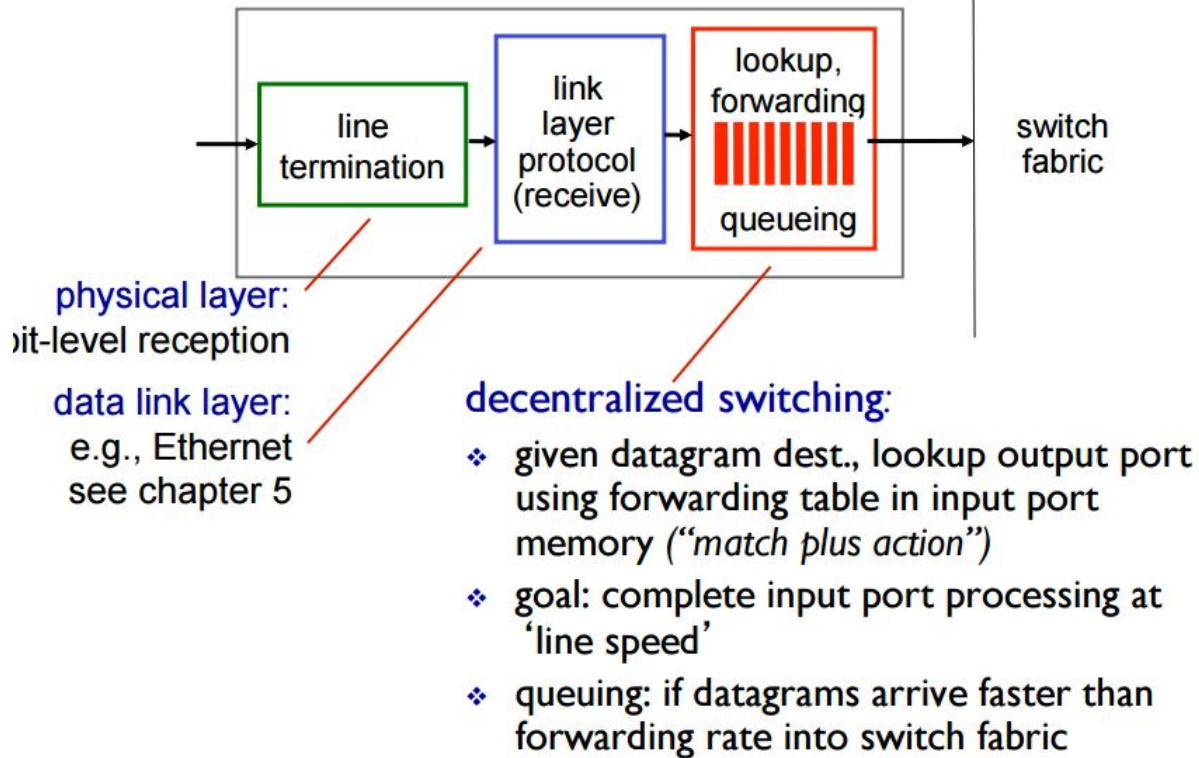 line
termination
link
layer
protocol
(receive)
lookup,
forwarding
queueing
switch
fabric
physical layer:
bit-level reception
data link layer:
e.g., Ethernet
see chapter 5
decentralized switching:
❖ given datagram dest., lookup output port
using forwarding table in input port
memory (“match plus action”)
❖ goal: complete input port processing at
‘line speed’
❖ queuing: if datagrams arrive faster than
forwarding rate into switch fabric